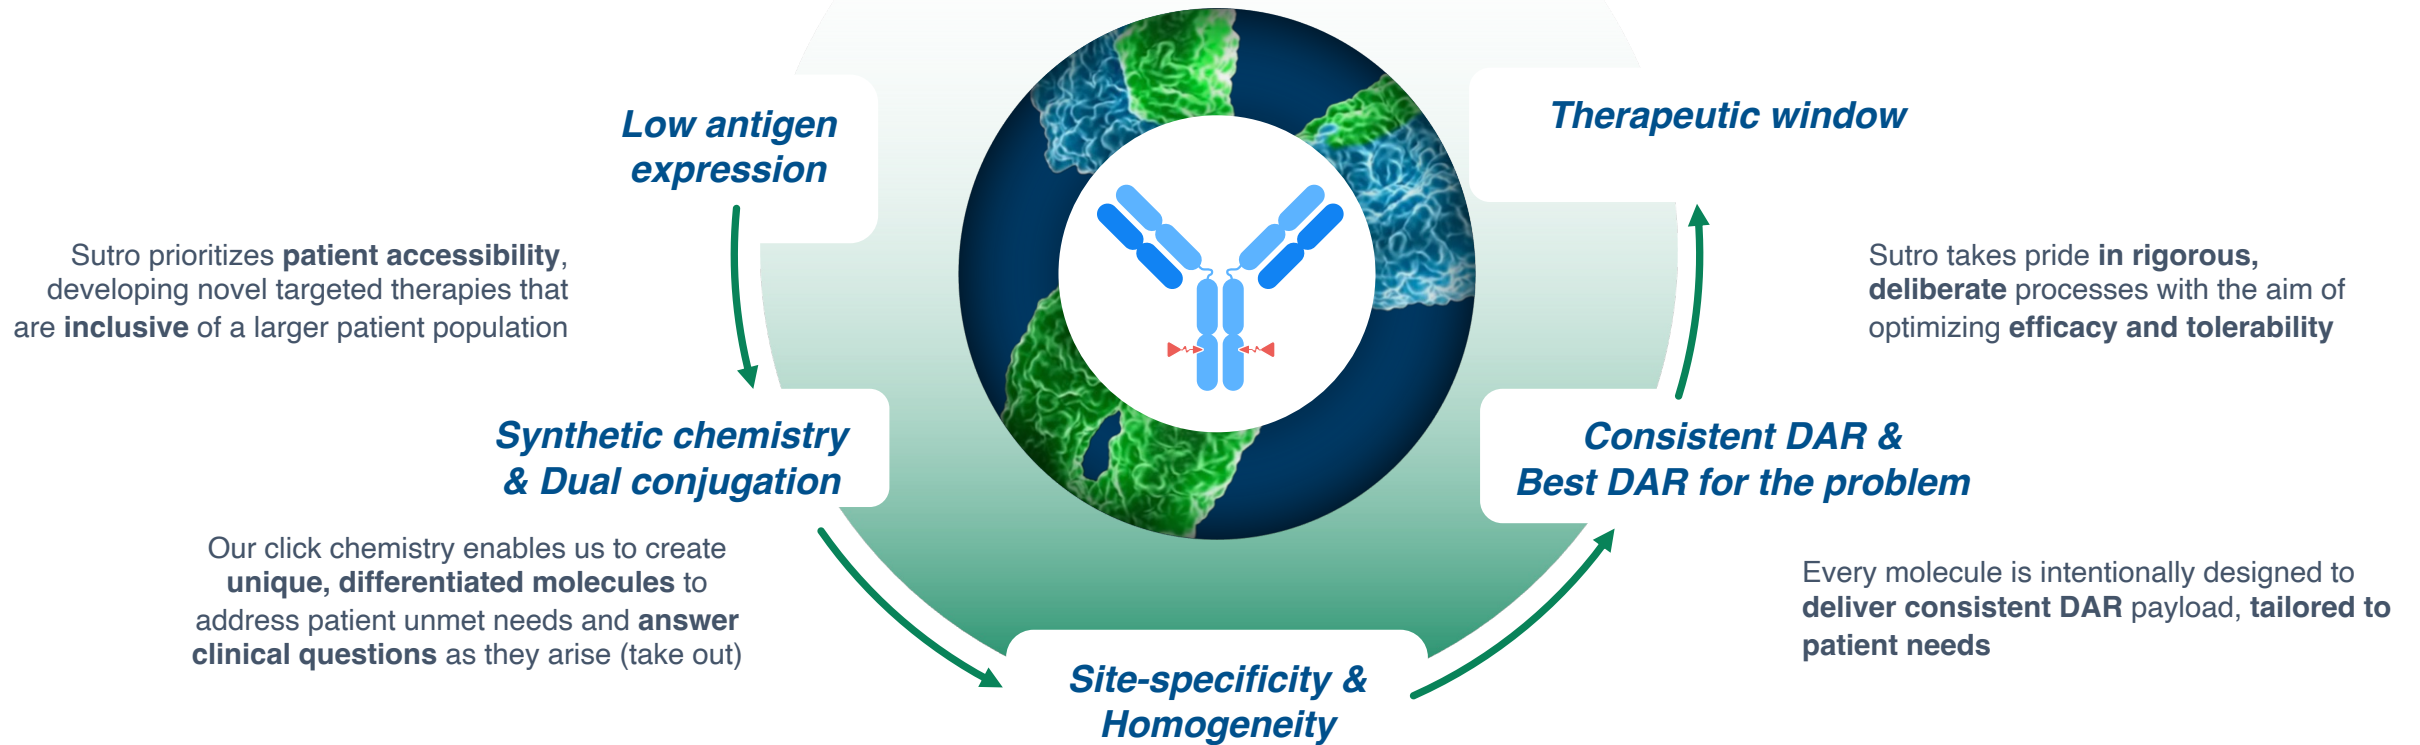 Low antigen
expression
Sutro prioritizes patient accessibility,
developing novel targeted therapies that
are inclusive of a larger patient population
Synthetic chemistry
& Dual conjugation
Our click chemistry enables us to create
unique, differentiated molecules to
address patient unmet needs and answer
clinical questions as they arise (take out)
Site-specificity &
Homogeneity
Consistent DAR &
Best DAR for the problem
Every molecule is intentionally designed to
deliver consistent DAR payload, tailored to
patient needs
Therapeutic window
Sutro takes pride in rigorous,
deliberate processes with the aim of
optimizing efficacy and tolerability